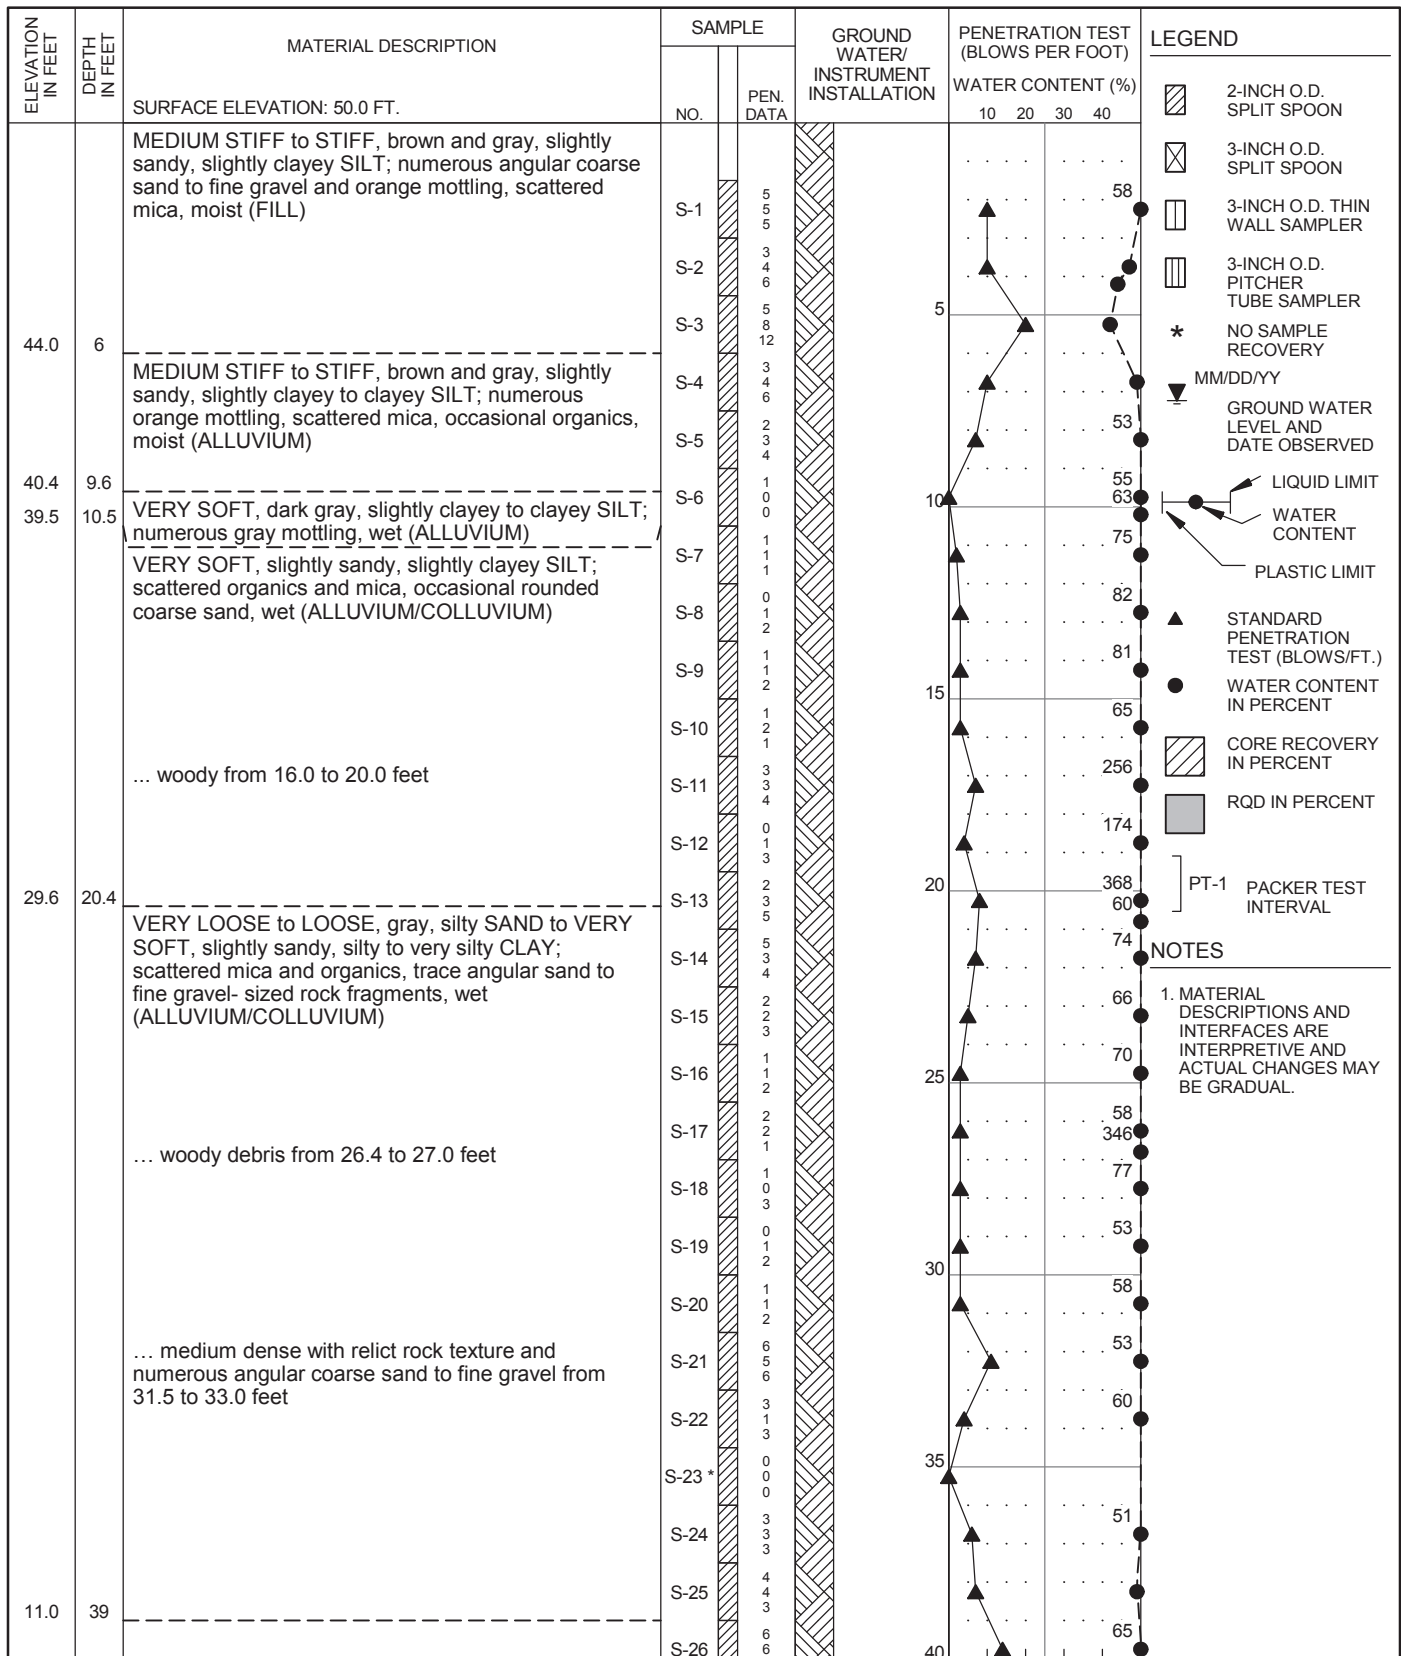 ELEVATION
IN FEET
DEPTH
IN FEET
MATERIAL DESCRIPTION
SURFACE ELEVATION: 50.0 FT.
SAMPLE
NO.
PEN.
DATA
GROUND
WATER/
INSTRUMENT
INSTALLATION
PENETRATION TEST
(BLOWS PER FOOT)
WATER CONTENT (%)
10 20 30 40
MEDIUM STIFF to STIFF, brown and gray, slightly
sandy, slightly clayey SILT; numerous angular coarse
sand to fine gravel and orange mottling, scattered
mica, moist (FILL)
44.0 6
MEDIUM STIFF to STIFF, brown and gray, slightly
sandy, slightly clayey to clayey SILT; numerous
orange mottling, scattered mica, occasional organics,
moist (ALLUVIUM)
40.4 9.6
VERY SOFT, dark gray, slightly clayey to clayey SILT;
numerous gray mottling, wet (ALLUVIUM)
39.5 10.5
VERY SOFT, slightly sandy, slightly clayey SILT;
scattered organics and mica, occasional rounded
coarse sand, wet (ALLUVIUM/COLLUVIUM)
... woody from 16.0 to 20.0 feet
29.6 20.4
VERY LOOSE to LOOSE, gray, silty SAND to VERY
SOFT, slightly sandy, silty to very silty CLAY;
scattered mica and organics, trace angular sand to
fine gravel- sized rock fragments, wet
(ALLUVIUM/COLLUVIUM)
… woody debris from 26.4 to 27.0 feet
… medium dense with relict rock texture and
numerous angular coarse sand to fine gravel from
31.5 to 33.0 feet
11.0 39
S-1
5
5
5
S-2
3
4
6
S-3
5
8
12
S-4
3
4
6
S-5
2
3
4
S-6
1
0
0
S-7
1
1
1
S-8
0
1
2
S-9
1
1
2
S-10
1
2
1
S-11
3
3
4
S-12
0
1
3
S-13
2
3
5
S-14
5
3
4
S-15
2
2
3
S-16
1
1
2
S-17
2
2
1
S-18
1
0
3
S-19
0
1
2
S-20
1
1
2
S-21
6
5
6
S-22
3
1
3
S-23 *
0
0
0
S-24
3
3
3
S-25
4
4
3
S-26
6
6
5
10
15
20
25
30
35
40
58
53
55
63
75
82
81
65
256
174
368
60
74
66
70
58
346
77
53
58
53
60
51
65
LEGEND
2-INCH O.D.
SPLIT SPOON
3-INCH O.D.
SPLIT SPOON
3-INCH O.D. THIN
WALL SAMPLER
3-INCH O.D.
PITCHER
TUBE SAMPLER
* NO SAMPLE
RECOVERY
MM/DD/YY
GROUND WATER
LEVEL AND
DATE OBSERVED
LIQUID LIMIT
WATER
CONTENT
PLASTIC LIMIT
STANDARD
PENETRATION
TEST (BLOWS/FT.)
WATER CONTENT
IN PERCENT
CORE RECOVERY
IN PERCENT
RQD IN PERCENT
PT-1 PACKER TEST
INTERVAL
NOTES
1. MATERIAL
DESCRIPTIONS AND
INTERFACES ARE
INTERPRETIVE AND
ACTUAL CHANGES MAY
BE GRADUAL.